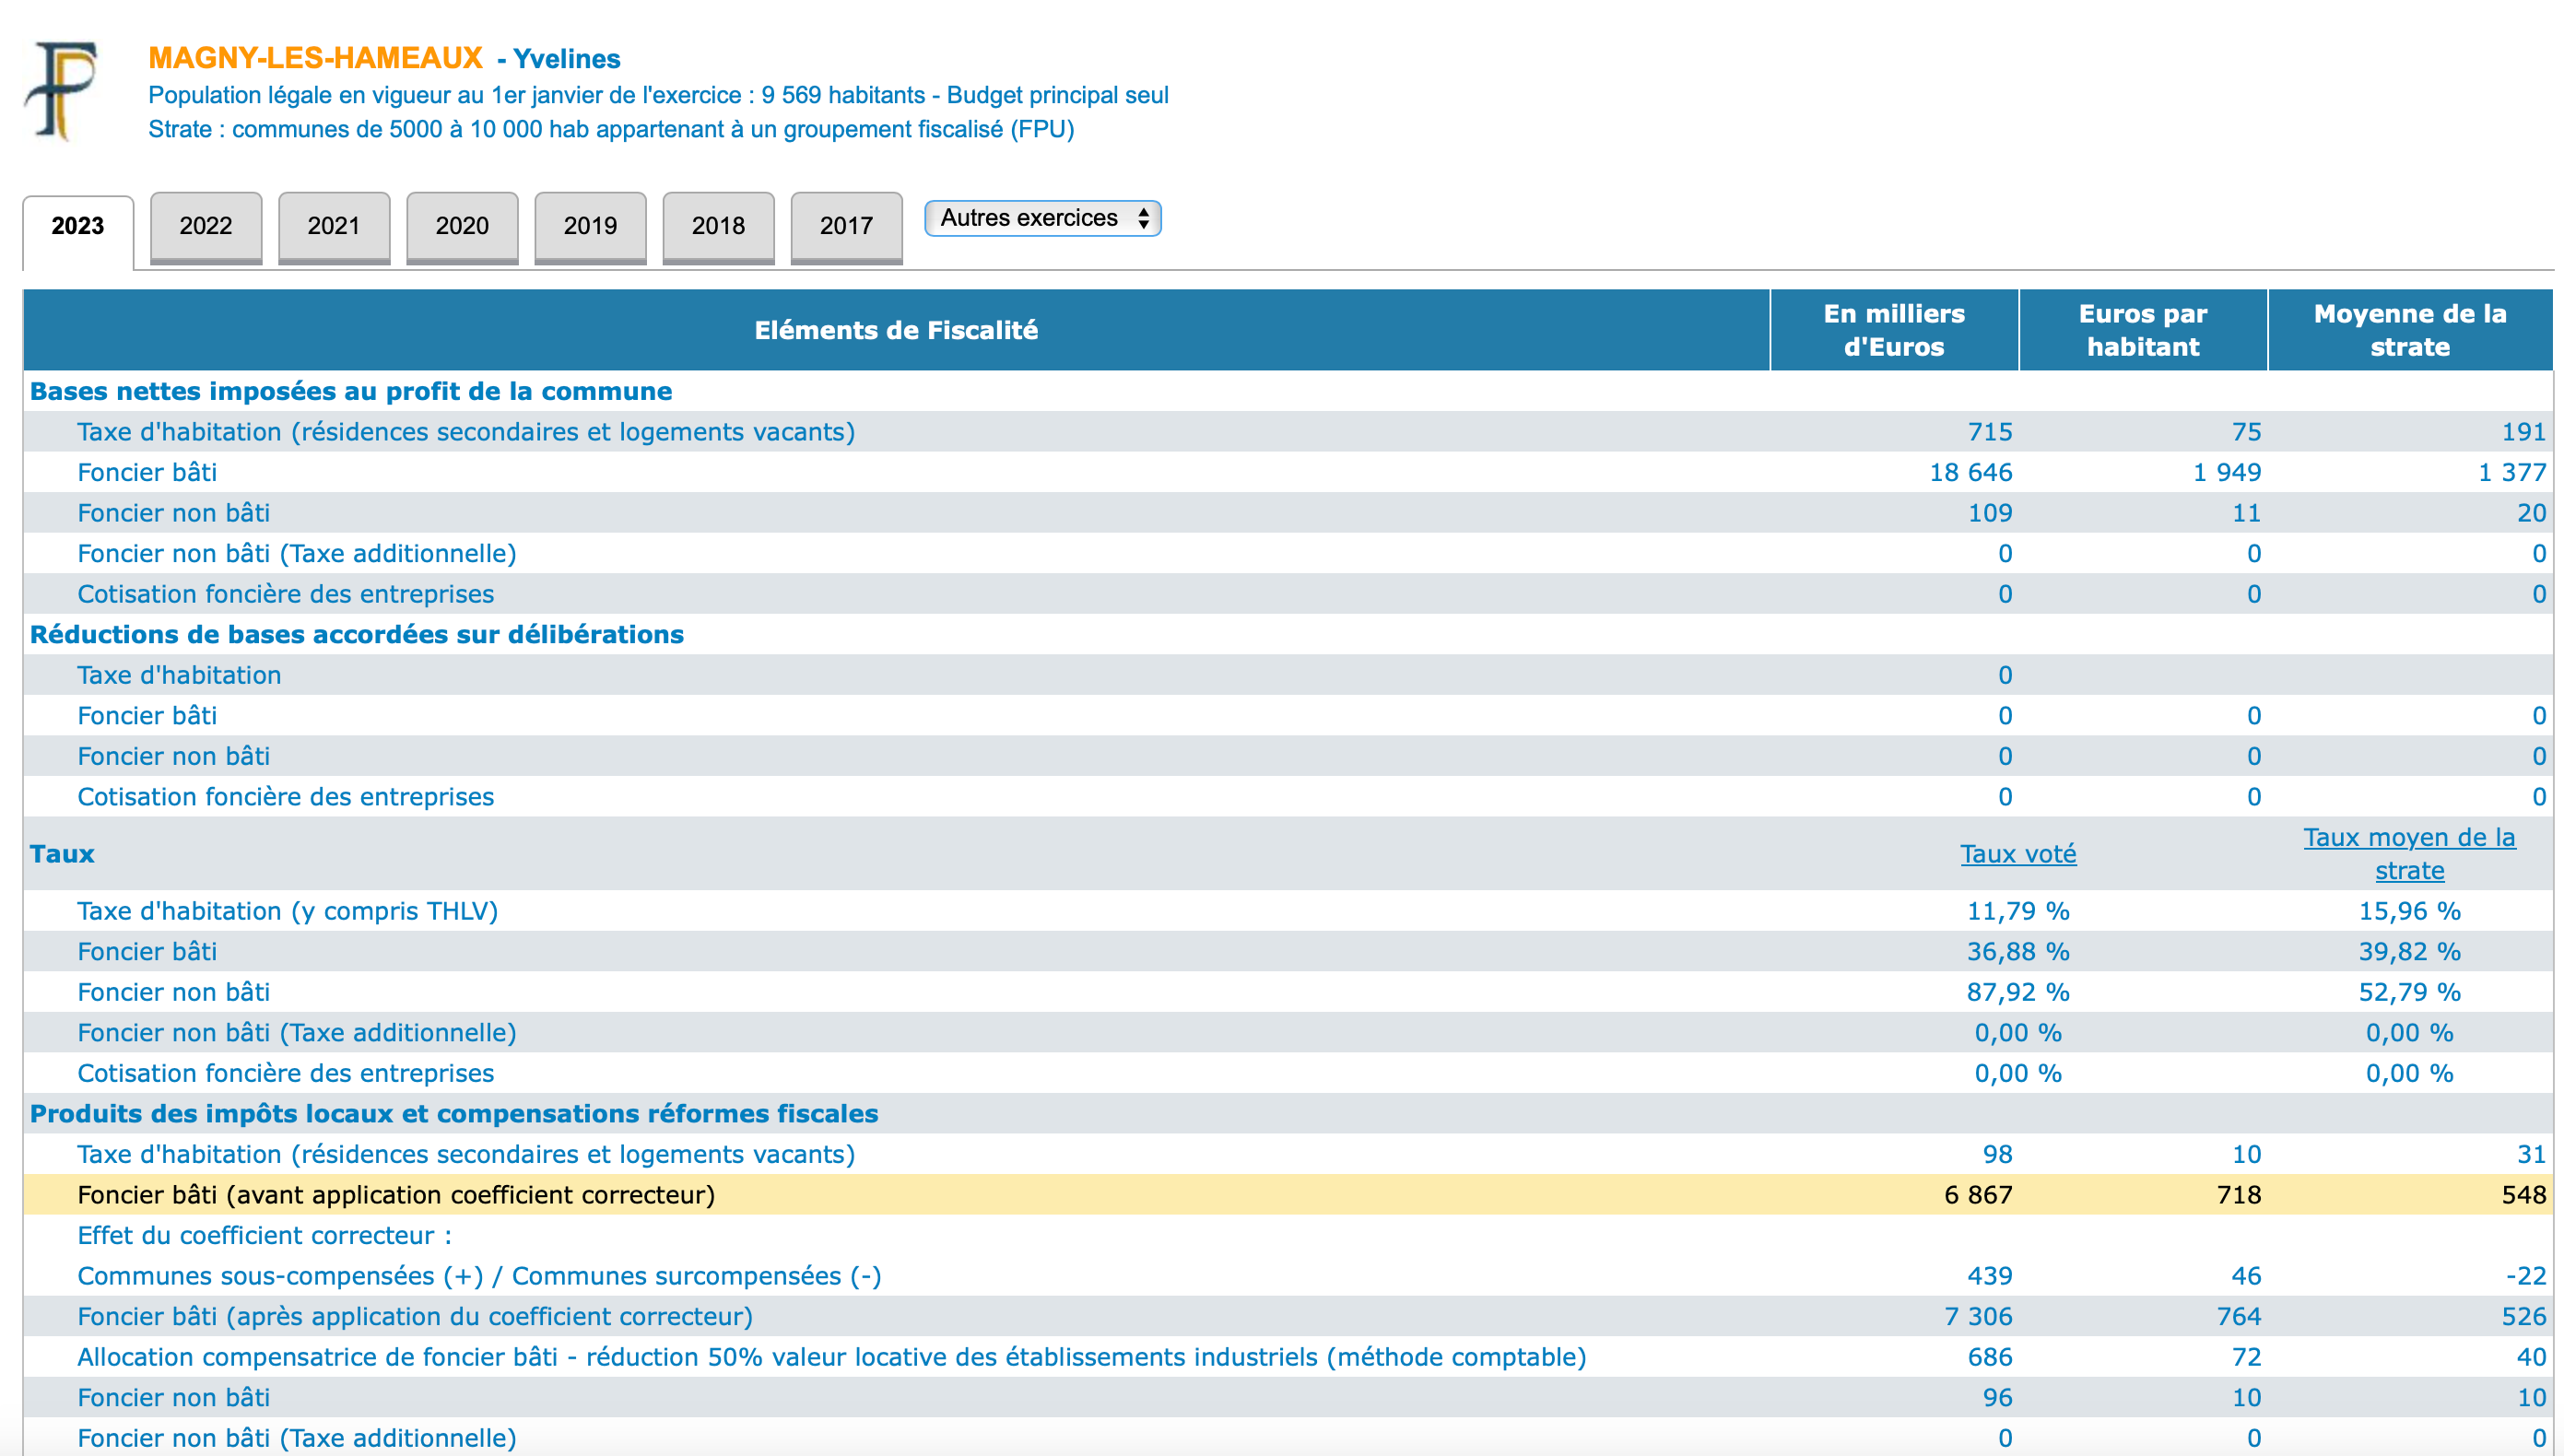 MAGNY-LES-HAMEAUX - Yvelines
Population légale en vigueur au 1er janvier de l'exercice : 9 569 habitants - Budget principal seul
Strate : communes de 5000 à 10 000 hab appartenant à un groupement fiscalisé (FPU)
2023 2022 2021 2020 2019 2018 2017 Autres exercices
Eléments de Fiscalité En milliers d'Euros Euros par habitant Moyenne de la strate
Bases nettes imposées au profit de la commune
Taxe d'habitation (résidences secondaires et logements vacants) 715 75 191
Foncier bâti 18 646 1 949 1 377
Foncier non bâti 109 11 20
Foncier non bâti (Taxe additionnelle) 0 0 0
Cotisation foncière des entreprises 0 0 0
Réductions de bases accordées sur délibérations
Taxe d'habitation 0
Foncier bâti 0 0 0
Foncier non bâti 0 0 0
Cotisation foncière des entreprises 0 0 0
Taux Taux voté Taux moyen de la strate
Taxe d'habitation (y compris THLV) 11,79 % 15,96 %
Foncier bâti 36,88 % 39,82 %
Foncier non bâti 87,92 % 52,79 %
Foncier non bâti (Taxe additionnelle) 0,00 % 0,00 %
Cotisation foncière des entreprises 0,00 % 0,00 %
Produits des impôts locaux et compensations réformes fiscales
Taxe d'habitation (résidences secondaires et logements vacants) 98 10 31
Foncier bâti (avant application coefficient correcteur) 6 867 718 548
Effet du coefficient correcteur :
Communes sous-compensées (+) / Communes surcompensées (-) 439 46 -22
Foncier bâti (après application du coefficient correcteur) 7 306 764 526
Allocation compensatrice de foncier bâti - réduction 50% valeur locative des établissements industriels (méthode comptable) 686 72 40
Foncier non bâti 96 10 10
Foncier non bâti (Taxe additionnelle) 0 0 0